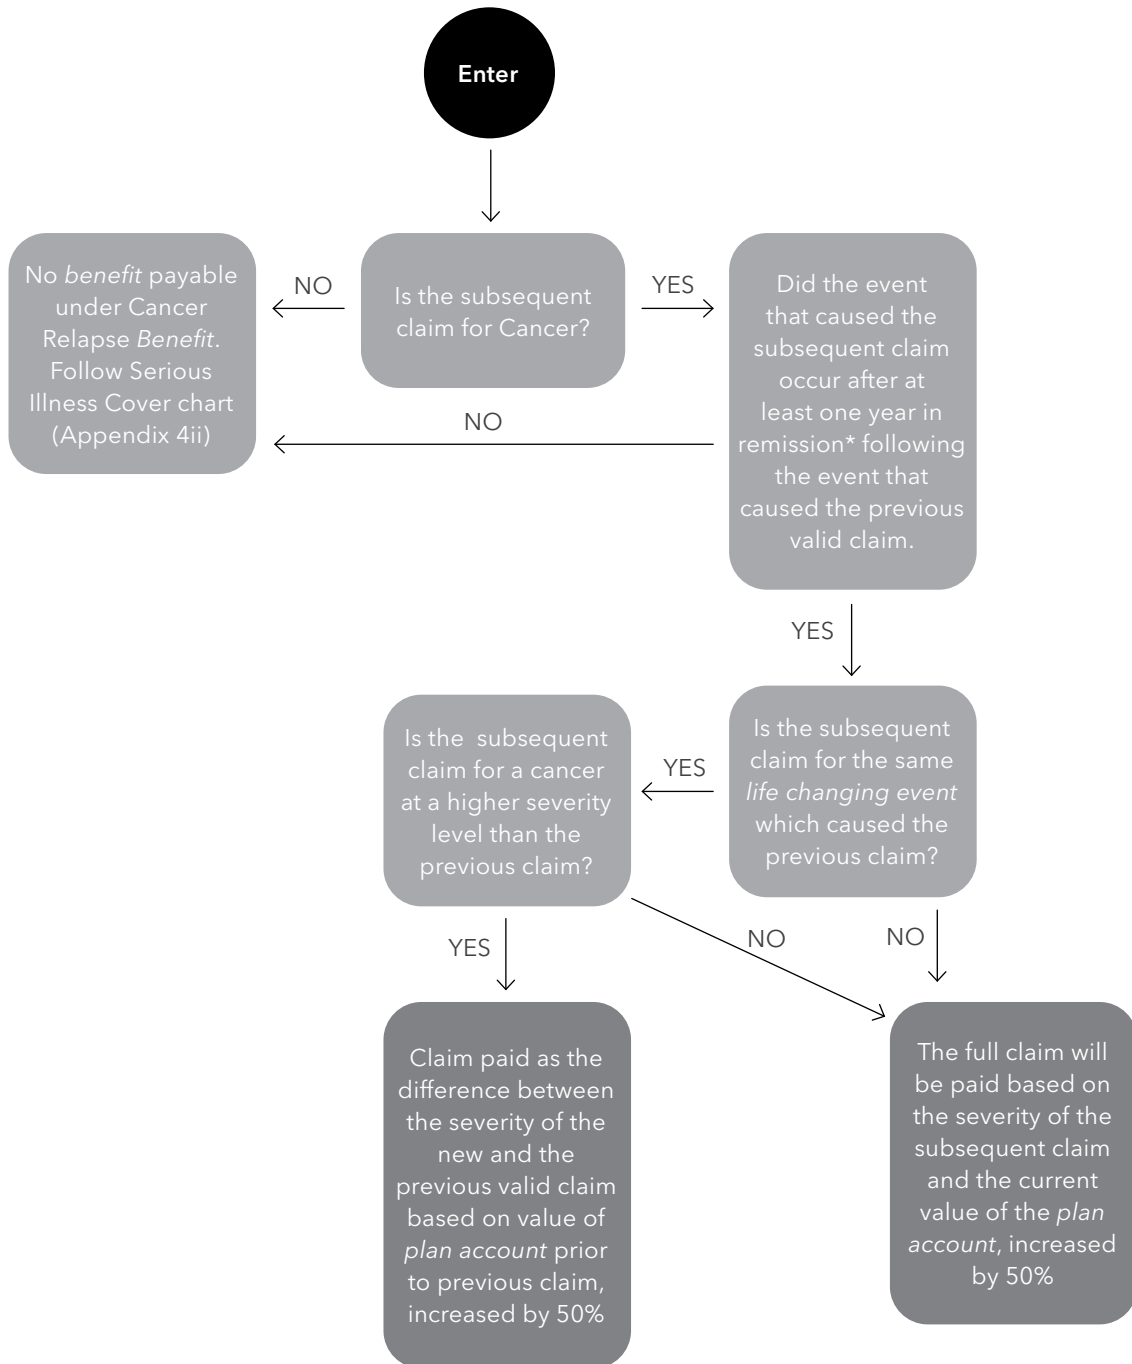 Enter
No benefit payable
under Cancer
Relapse Benefit.
Follow Serious
Illness Cover chart
(Appendix 4ii)
NO
Is the subsequent
claim for Cancer?
YES
Did the event
that caused the
subsequent claim
occur after at
least one year in
remission* following
the event that
caused the previous
valid claim.
NO
YES
Is the subsequent
claim for the same
life changing event
which caused the
previous claim?
YES
Is the  subsequent
claim for a cancer
at a higher severity
level than the
previous claim?
YES
NO
NO
Claim paid as the
difference between
the severity of the
new and the
previous valid claim
based on value of
plan account prior
to previous claim,
increased by 50%
The full claim will
be paid based on
the severity of the
subsequent claim
and the current
value of the plan
account, increased
by 50%